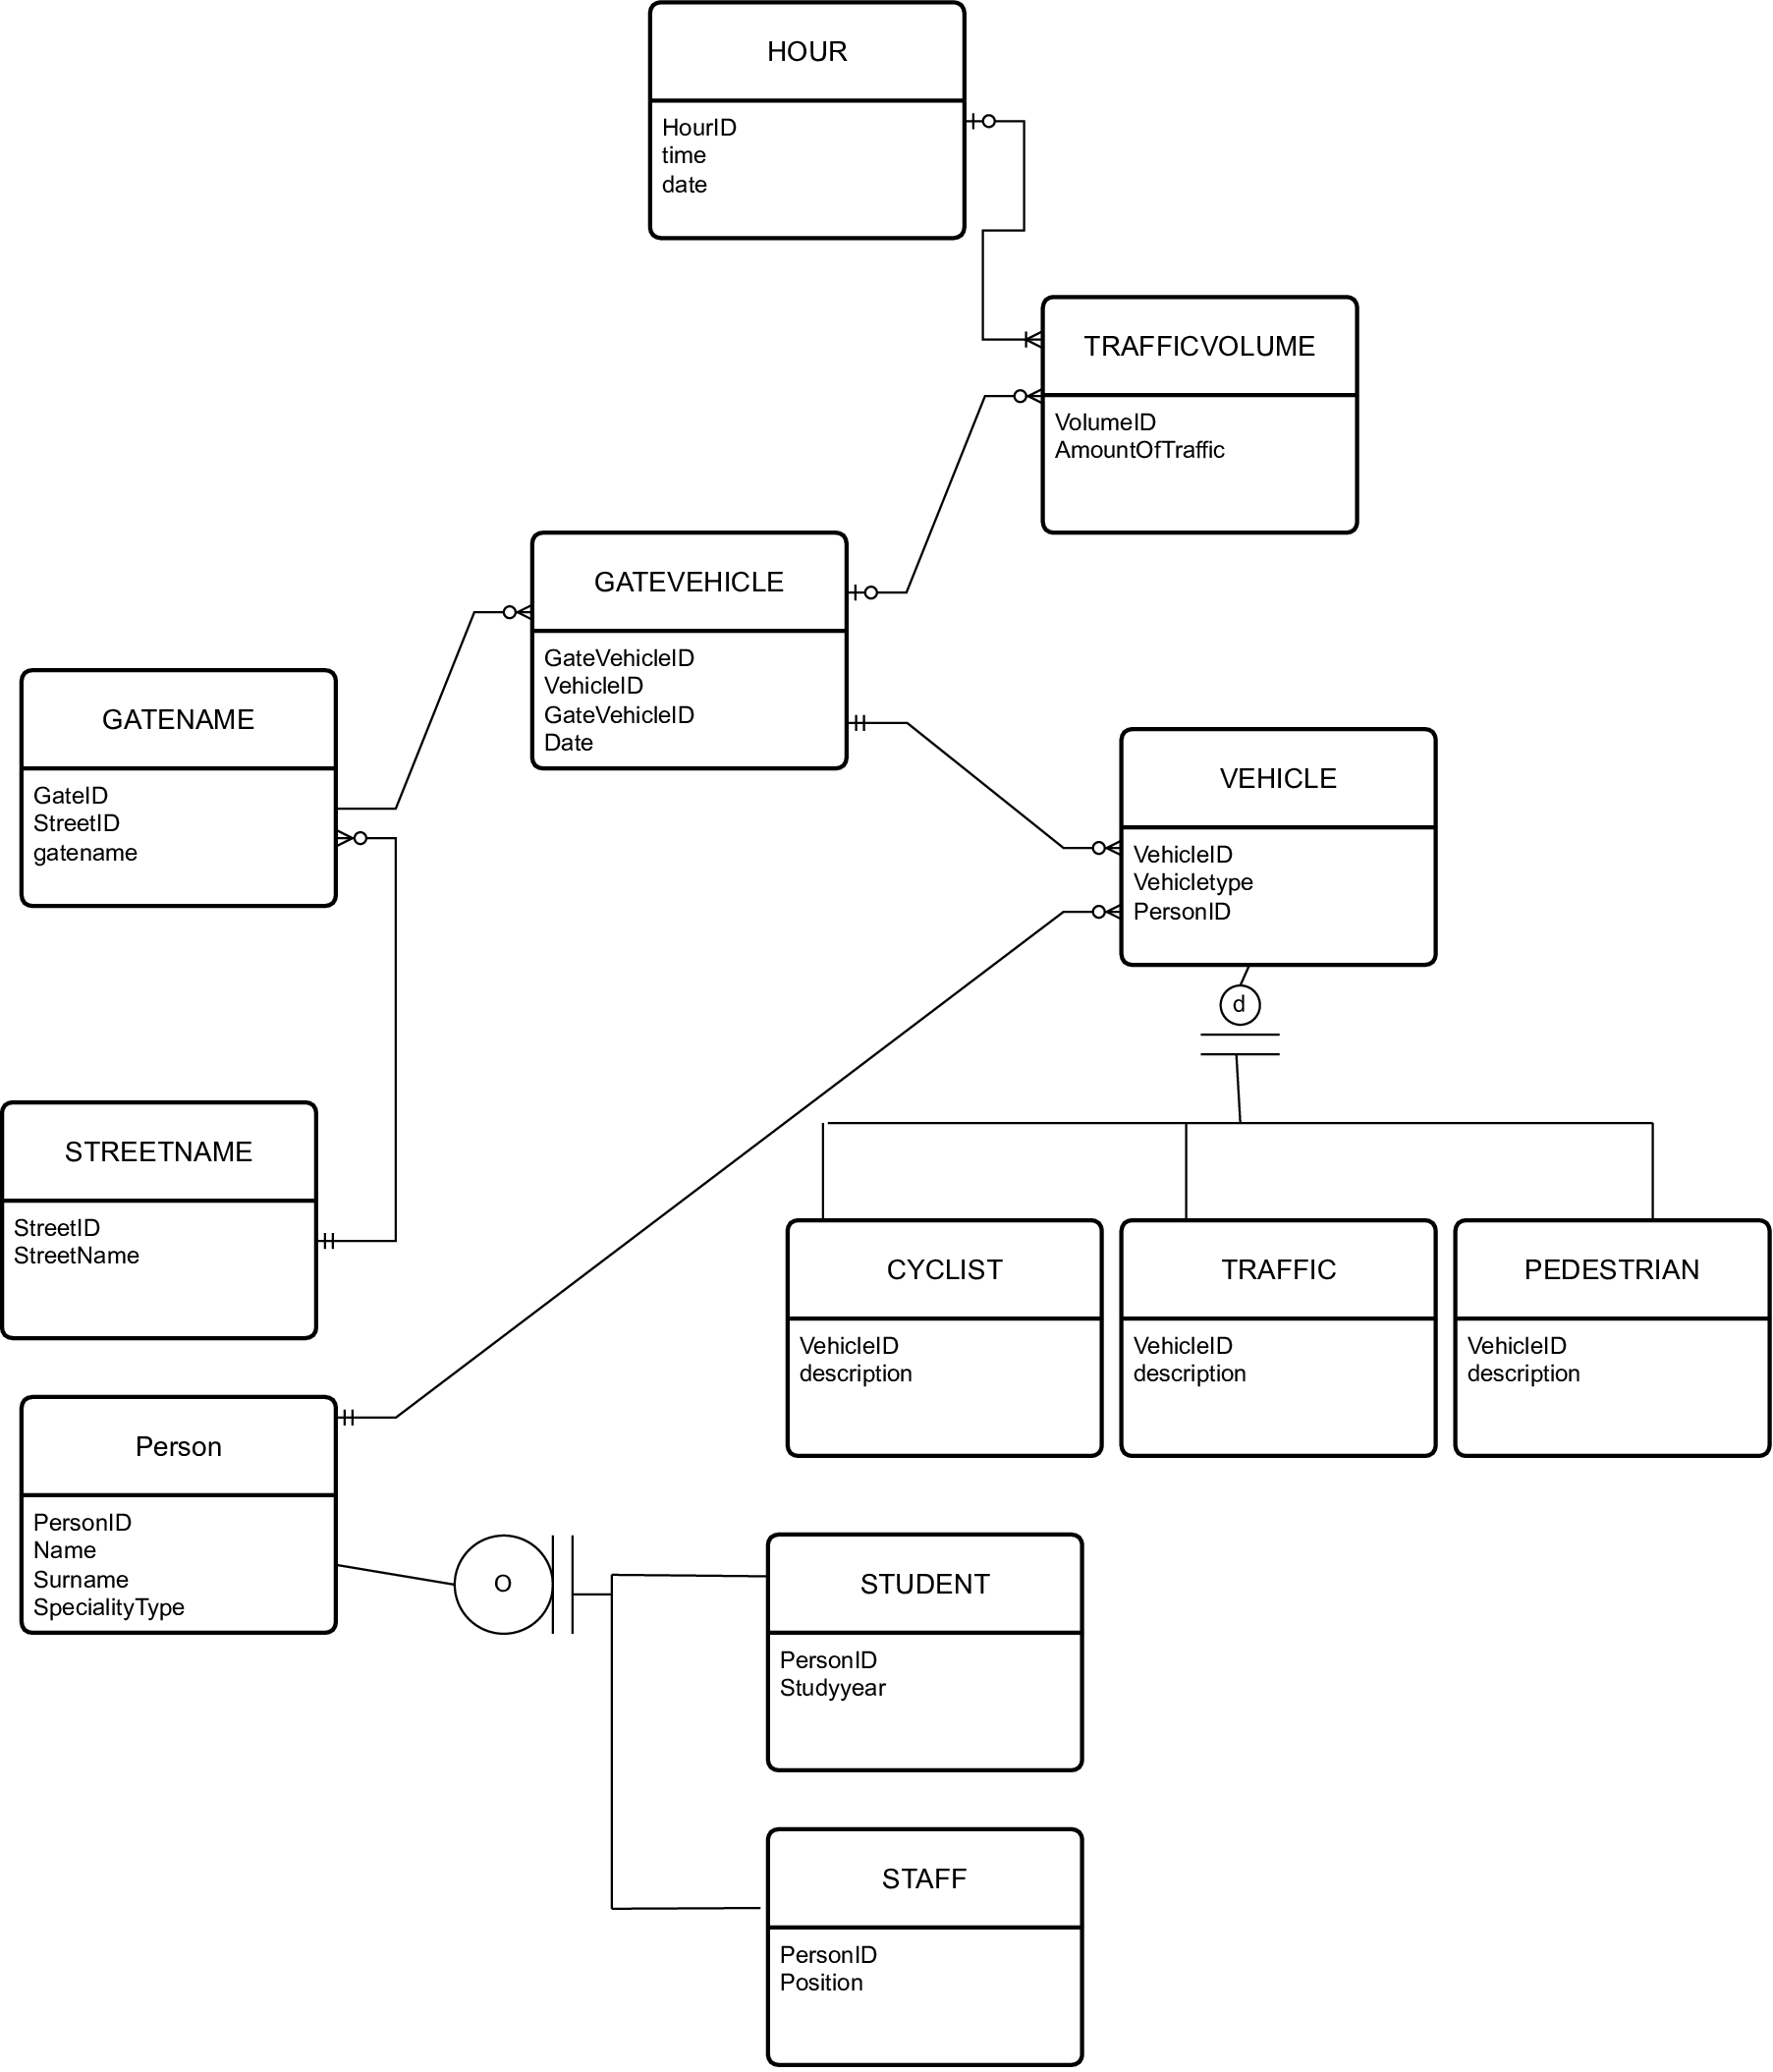 HOUR
HourID
time
date
TRAFFICVOLUME
VolumeID
AmountOfTraffic
GATEVEHICLE
GateVehicleID
VehicleID
GateVehicleID
Date
GATENAME
GateID
StreetID
gatename
VEHICLE
VehicleID
Vehicletype
PersonID
d
STREETNAME
StreetID
StreetName
CYCLIST
VehicleID
description
TRAFFIC
VehicleID
description
PEDESTRIAN
VehicleID
description
Person
PersonID
Name
Surname
SpecialityType
O
STUDENT
PersonID
Studyyear
STAFF
PersonID
Position